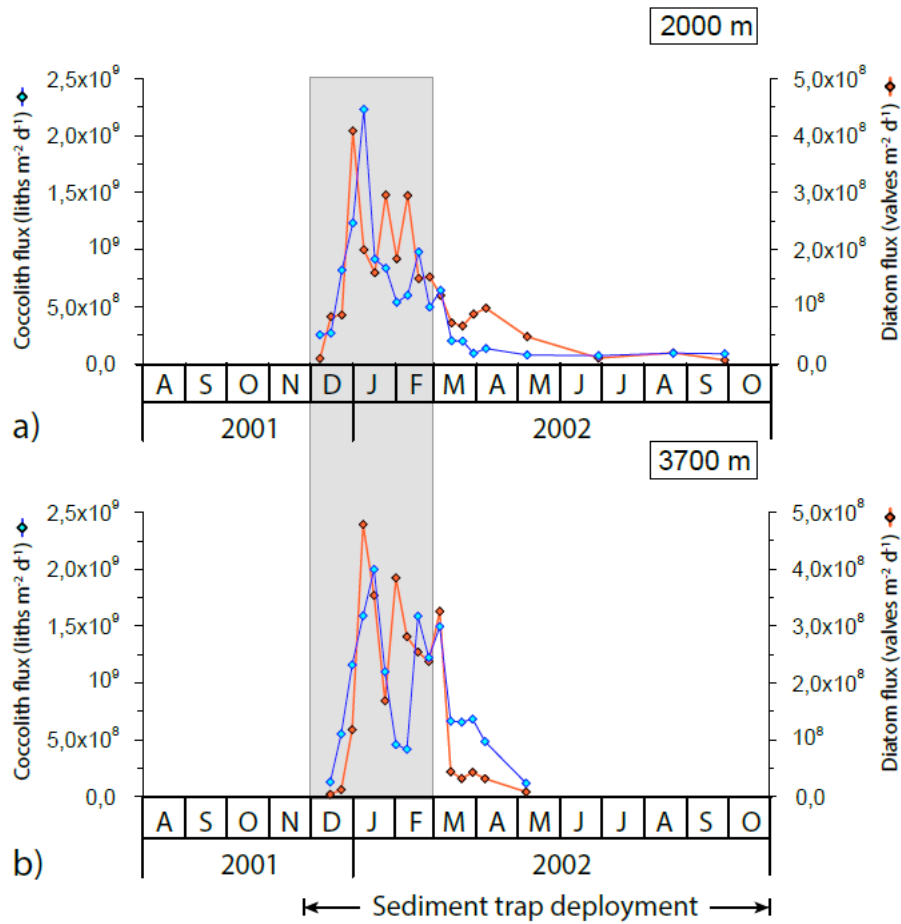 2000 m
Coccolith flux (liths m⁻² d⁻¹)
2,5x10⁹
2,0x10⁹
1,5x10⁹
10⁹
5,0x10⁸
0,0
5,0x10⁸
4,0x10⁸
3,0x10⁸
2,0x10⁸
10⁸
0,0
Diatom flux (valves m⁻² d⁻¹)
A S O N D J F M A M J J A S O
2001 2002
a)
3700 m
Coccolith flux (liths m⁻² d⁻¹)
2,5x10⁹
2,0x10⁹
1,5x10⁹
10⁹
5,0x10⁸
0,0
5,0x10⁸
4,0x10⁸
3,0x10⁸
2,0x10⁸
10⁸
0,0
Diatom flux (valves m⁻² d⁻¹)
A S O N D J F M A M J J A S O
2001 2002
b)
Sediment trap deployment